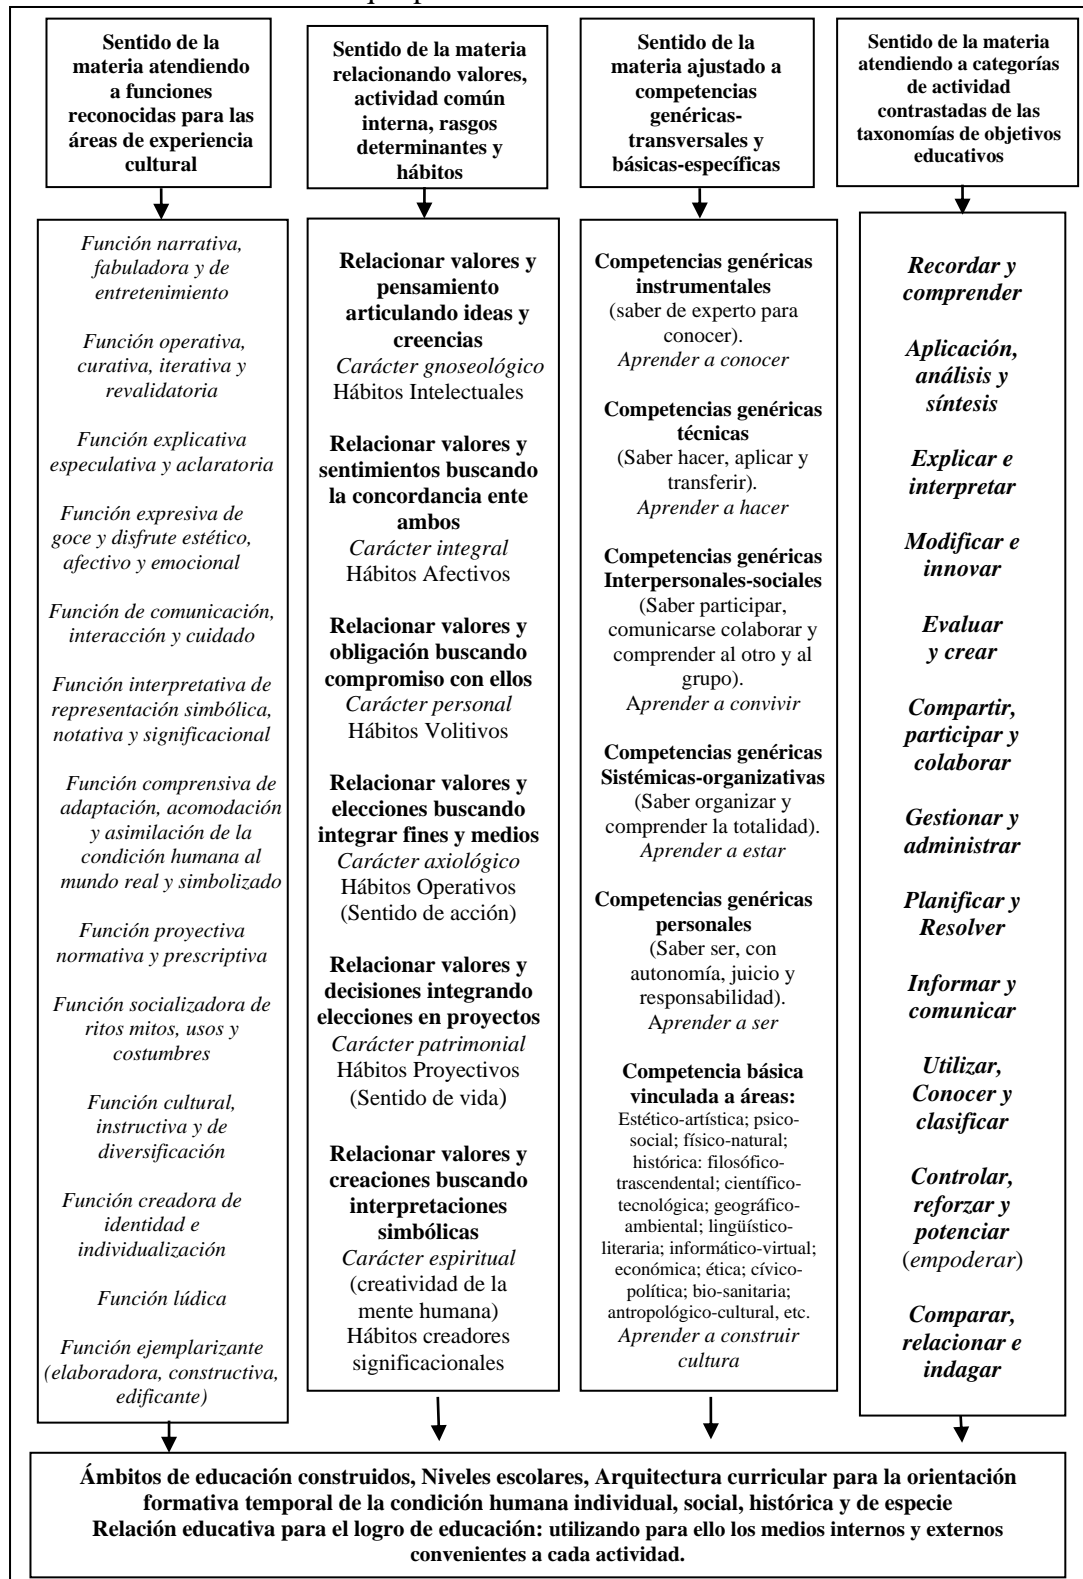 Sentido de la
materia atendiendo
a funciones
reconocidas para las
áreas de experiencia
cultural
Sentido de la materia
relacionando valores,
actividad común
interna, rasgos
determinantes y
hábitos
Sentido de la
materia ajustado a
competencias
genéricas-
transversales y
básicas-específicas
Sentido de la materia
atendiendo a categorías
de actividad
contrastadas de las
taxonomías de objetivos
educativos
Función narrativa,
fabuladora y de
entretenimiento
Función operativa,
curativa, iterativa y
revalidatoria
Función explicativa
especulativa y aclaratoria
Función expresiva de
goce y disfrute estético,
afectivo y emocional
Función de comunicación,
interacción y cuidado
Función interpretativa de
representación simbólica,
notativa y significacional
Función comprensiva de
adaptación, acomodación
y asimilación de la
condición humana al
mundo real y simbolizado
Función proyectiva
normativa y prescriptiva
Función socializadora de
ritos mitos, usos y
costumbres
Función cultural,
instructiva y de
diversificación
Función creadora de
identidad e
individualización
Función lúdica
Función ejemplarizante
(elaboradora, constructiva,
edificante)
Relacionar valores y
pensamiento
articulando ideas y
creencias
Carácter gnoseológico
Hábitos Intelectuales
Relacionar valores y
sentimientos buscando
la concordancia ente
ambos
Carácter integral
Hábitos Afectivos
Relacionar valores y
obligación buscando
compromiso con ellos
Carácter personal
Hábitos Volitivos
Relacionar valores y
elecciones buscando
integrar fines y medios
Carácter axiológico
Hábitos Operativos
(Sentido de acción)
Relacionar valores y
decisiones integrando
elecciones en proyectos
Carácter patrimonial
Hábitos Proyectivos
(Sentido de vida)
Relacionar valores y
creaciones buscando
interpretaciones
simbólicas
Carácter espiritual
(creatividad de la
mente humana)
Hábitos creadores
significacionales
Competencias genéricas
instrumentales
(saber de experto para
conocer).
Aprender a conocer
Competencias genéricas
técnicas
(Saber hacer, aplicar y
transferir).
Aprender a hacer
Competencias genéricas
Interpersonales-sociales
(Saber participar,
comunicarse colaborar y
comprender al otro y al
grupo).
Aprender a convivir
Competencias genéricas
Sistémicas-organizativas
(Saber organizar y
comprender la totalidad).
Aprender a estar
Competencias genéricas
personales
(Saber ser, con
autonomía, juicio y
responsabilidad).
Aprender a ser
Competencia básica
vinculada a áreas:
Estético-artística; psico-
social; físico-natural;
histórica: filosófico-
trascendental; científico-
tecnológica; geográfico-
ambiental; lingüístico-
literaria; informático-virtual;
económica; ética; cívico-
política; bio-sanitaria;
antropológico-cultural, etc.
Aprender a construir
cultura
Recordar y
comprender
Aplicación,
análisis y
síntesis
Explicar e
interpretar
Modificar e
innovar
Evaluar
y crear
Compartir,
participar y
colaborar
Gestionar y
administrar
Planificar y
Resolver
Informar y
comunicar
Utilizar,
Conocer y
clasificar
Controlar,
reforzar y
potenciar
(empoderar)
Comparar,
relacionar e
indagar
Ámbitos de educación construidos, Niveles escolares, Arquitectura curricular para la orientación
formativa temporal de la condición humana individual, social, histórica y de especie
Relación educativa para el logro de educación: utilizando para ello los medios internos y externos
convenientes a cada actividad.